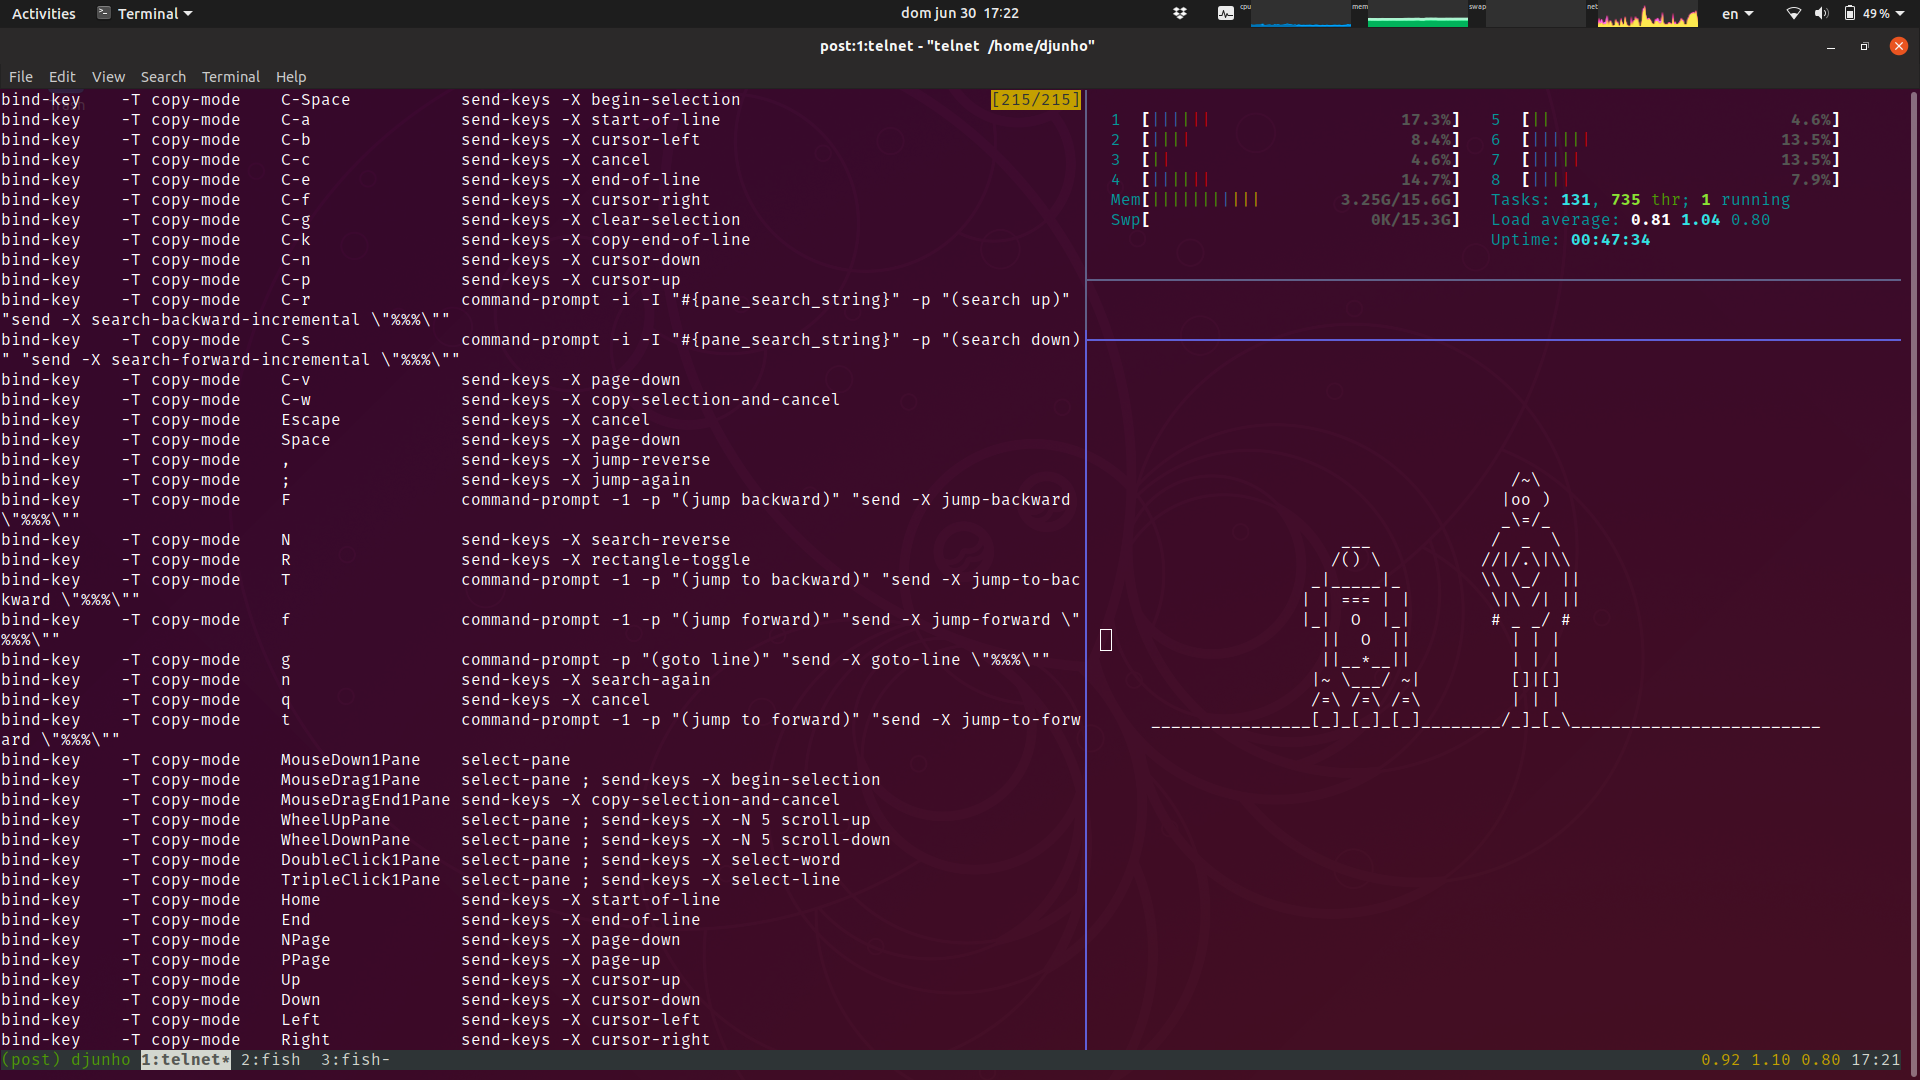 Activities Terminal dom jun 30 17:22 cpu mem swap net en 49 %
post:1:telnet - "telnet  /home/djunho"
File Edit View Search Terminal Help
bind-key    -T copy-mode    C-Space           send-keys -X begin-selection                         [215/215]
bind-key    -T copy-mode    C-a               send-keys -X start-of-line
bind-key    -T copy-mode    C-b               send-keys -X cursor-left
bind-key    -T copy-mode    C-c               send-keys -X cancel
bind-key    -T copy-mode    C-e               send-keys -X end-of-line
bind-key    -T copy-mode    C-f               send-keys -X cursor-right
bind-key    -T copy-mode    C-g               send-keys -X clear-selection
bind-key    -T copy-mode    C-k               send-keys -X copy-end-of-line
bind-key    -T copy-mode    C-n               send-keys -X cursor-down
bind-key    -T copy-mode    C-p               send-keys -X cursor-up
bind-key    -T copy-mode    C-r               command-prompt -i -I "#{pane_search_string}" -p "(search up)"
"send -X search-backward-incremental \"%%%\""
bind-key    -T copy-mode    C-s               command-prompt -i -I "#{pane_search_string}" -p "(search down)
" "send -X search-forward-incremental \"%%%\""
bind-key    -T copy-mode    C-v               send-keys -X page-down
bind-key    -T copy-mode    C-w               send-keys -X copy-selection-and-cancel
bind-key    -T copy-mode    Escape            send-keys -X cancel
bind-key    -T copy-mode    Space             send-keys -X page-down
bind-key    -T copy-mode    ,                 send-keys -X jump-reverse
bind-key    -T copy-mode    ;                 send-keys -X jump-again
bind-key    -T copy-mode    F                 command-prompt -1 -p "(jump backward)" "send -X jump-backward
\"%%%\""
bind-key    -T copy-mode    N                 send-keys -X search-reverse
bind-key    -T copy-mode    R                 send-keys -X rectangle-toggle
bind-key    -T copy-mode    T                 command-prompt -1 -p "(jump to backward)" "send -X jump-to-bac
kward \"%%%\""
bind-key    -T copy-mode    f                 command-prompt -1 -p "(jump forward)" "send -X jump-forward \"
%%%\""
bind-key    -T copy-mode    g                 command-prompt -p "(goto line)" "send -X goto-line \"%%%\""
bind-key    -T copy-mode    n                 send-keys -X search-again
bind-key    -T copy-mode    q                 send-keys -X cancel
bind-key    -T copy-mode    t                 command-prompt -1 -p "(jump to forward)" "send -X jump-to-forw
ard \"%%%\""
bind-key    -T copy-mode    MouseDown1Pane    select-pane
bind-key    -T copy-mode    MouseDrag1Pane    select-pane ; send-keys -X begin-selection
bind-key    -T copy-mode    MouseDragEnd1Pane send-keys -X copy-selection-and-cancel
bind-key    -T copy-mode    WheelUpPane       select-pane ; send-keys -X -N 5 scroll-up
bind-key    -T copy-mode    WheelDownPane     select-pane ; send-keys -X -N 5 scroll-down
bind-key    -T copy-mode    DoubleClick1Pane  select-pane ; send-keys -X select-word
bind-key    -T copy-mode    TripleClick1Pane  select-pane ; send-keys -X select-line
bind-key    -T copy-mode    Home              send-keys -X start-of-line
bind-key    -T copy-mode    End               send-keys -X end-of-line
bind-key    -T copy-mode    NPage             send-keys -X page-down
bind-key    -T copy-mode    PPage             send-keys -X page-up
bind-key    -T copy-mode    Up                send-keys -X cursor-up
bind-key    -T copy-mode    Down              send-keys -X cursor-down
bind-key    -T copy-mode    Left              send-keys -X cursor-left
bind-key    -T copy-mode    Right             send-keys -X cursor-right
1  [||||||                   17.3%]   5  [||                        4.6%]
2  [||||                      8.4%]   6  [||||||                   13.5%]
3  [||                        4.6%]   7  [|||||                    13.5%]
4  [||||||                   14.7%]   8  [||||                      7.9%]
Mem[|||||||||||        3.25G/15.6G]   Tasks: 131, 735 thr; 1 running
Swp[                      0K/15.3G]   Load average: 0.81 1.04 0.80
Uptime: 00:47:34
                                    /~\
                                   |oo )
                                   _\=/_
                   ___            /  _  \
                  /() \          //|/.\|\\
                _|_____|_        \\ \_/  ||
               | | === | |        \|\ /| ||
               |_|  O  |_|        # _ _/ #
                 ||  O  ||          | | |
                 ||__*__||          | | |
                |~ \___/ ~|         []|[]
                /=\ /=\ /=\         | | |
________________[_]_[_]_[_]________/_]_[_\_________________________
(post) djunho 1:telnet* 2:fish  3:fish-  0.92 1.10 0.80 17:21